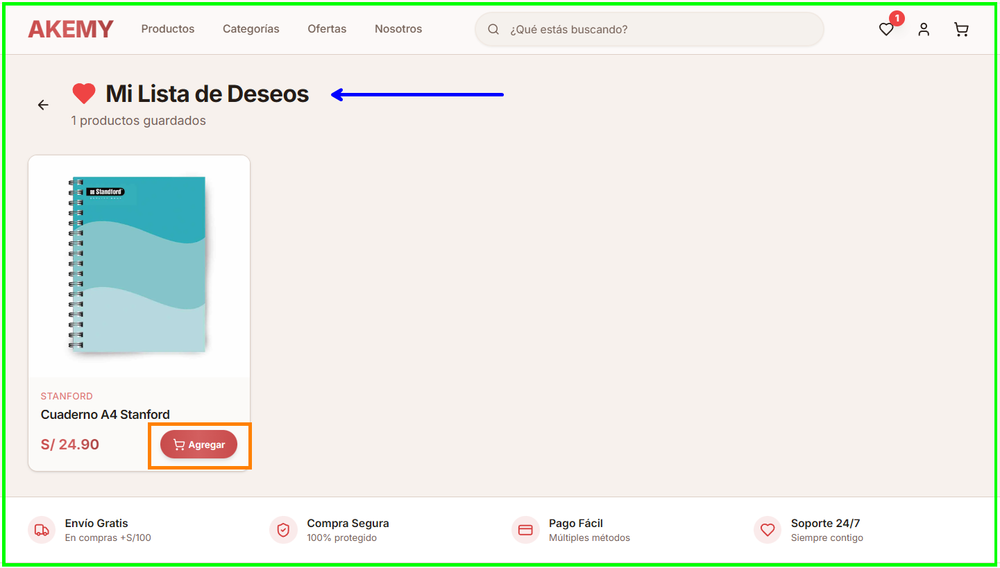 AKEMY
Productos
Categorías
Ofertas
Nosotros
¿Qué estás buscando?
1
Mi Lista de Deseos
1 productos guardados
Standford
STANFORD
Cuaderno A4 Stanford
S/ 24.90
Agregar
Envío Gratis
En compras +S/100
Compra Segura
100% protegido
Pago Fácil
Múltiples métodos
Soporte 24/7
Siempre contigo